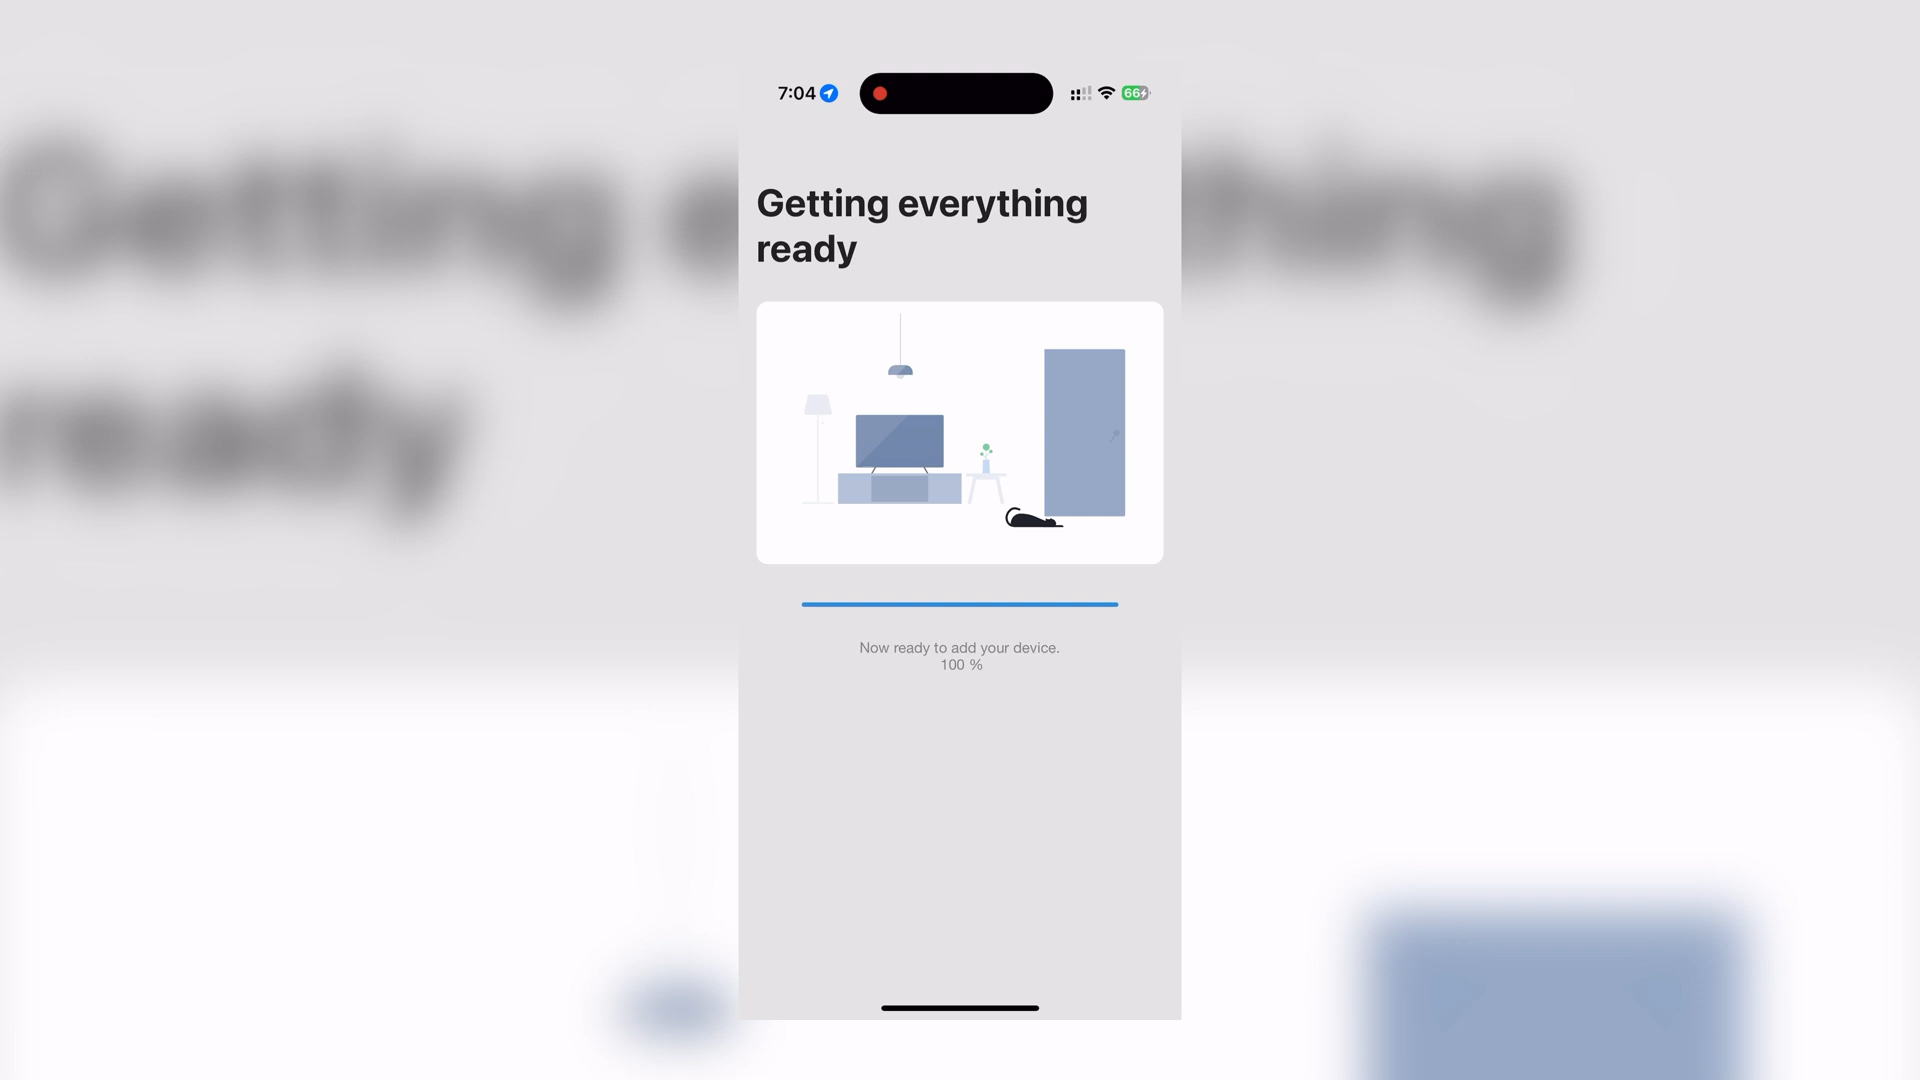 7:04
66
Getting everything
ready
Now ready to add your device.
100 %